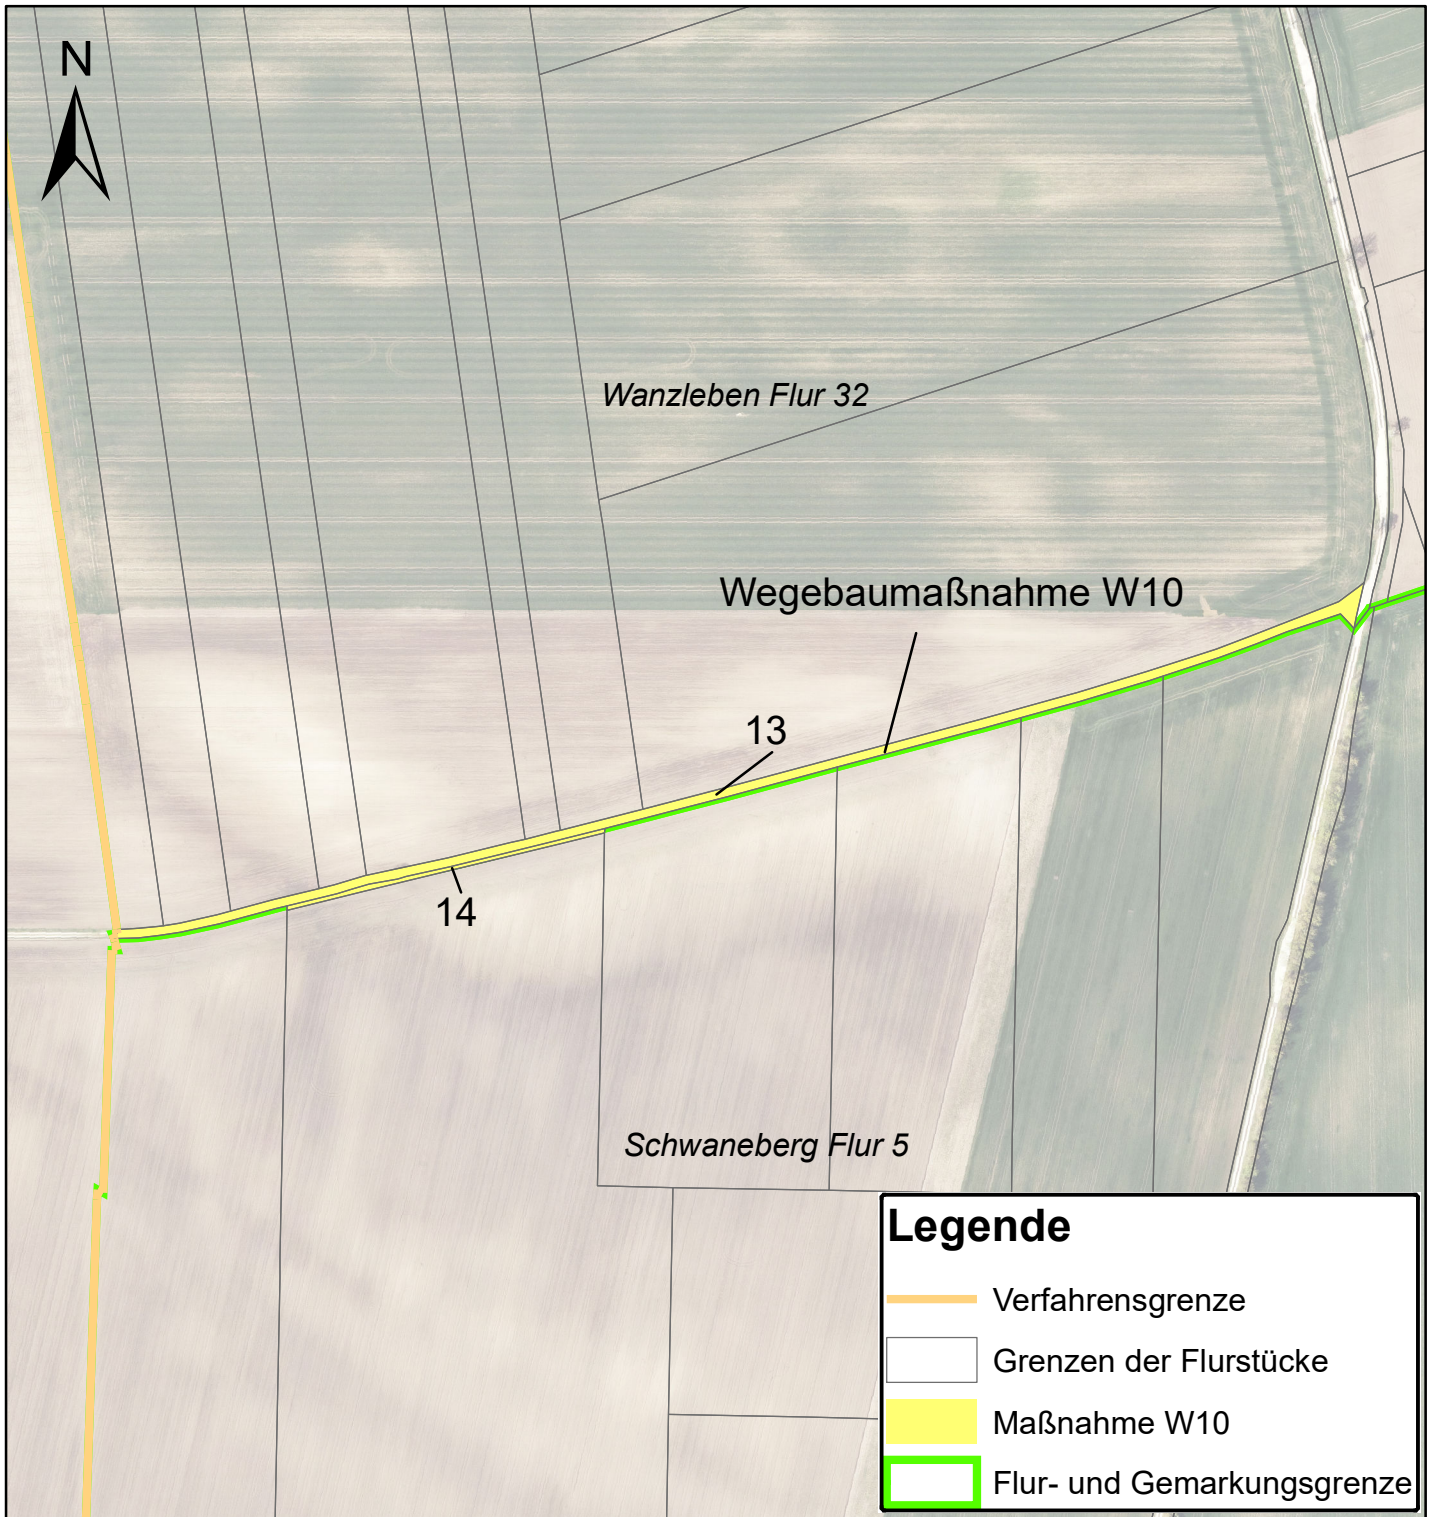 N
Wanzleben Flur 32
Wegebaumaßnahme W10
13
14
Schwaneberg Flur 5
Legende
Verfahrensgrenze
Grenzen der Flurstücke
Maßnahme W10
Flur- und Gemarkungsgrenze